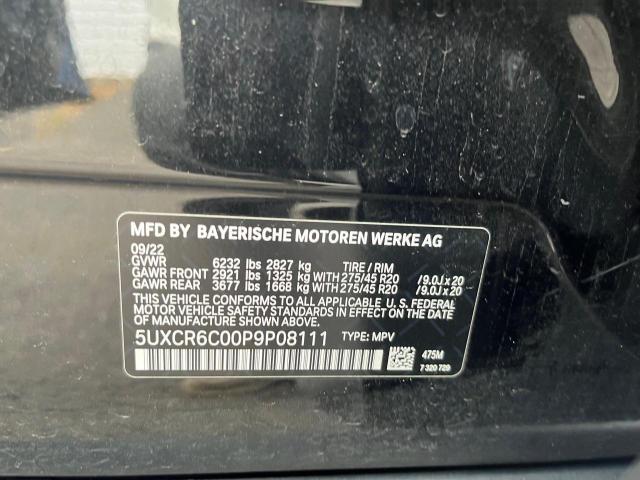 MFD BY BAYERISCHE MOTOREN WERKE AG
09/22
GVWR 6232 lbs 2827 kg TIRE / RIM
GAWR FRONT 2921 lbs 1325 kg WITH 275/45 R20 /9.0J x 20
GAWR REAR 3677 lbs 1668 kg WITH 275/45 R20 /9.0J x 20
THIS VEHICLE CONFORMS TO ALL APPLICABLE U. S. FEDERAL
MOTOR VEHICLE SAFETY STANDARDS IN EFFECT
ON THE DATE OF MANUFACTURE SHOWN ABOVE.
5UXCR6C00P9P08111 TYPE: MPV 475M
7 320 729